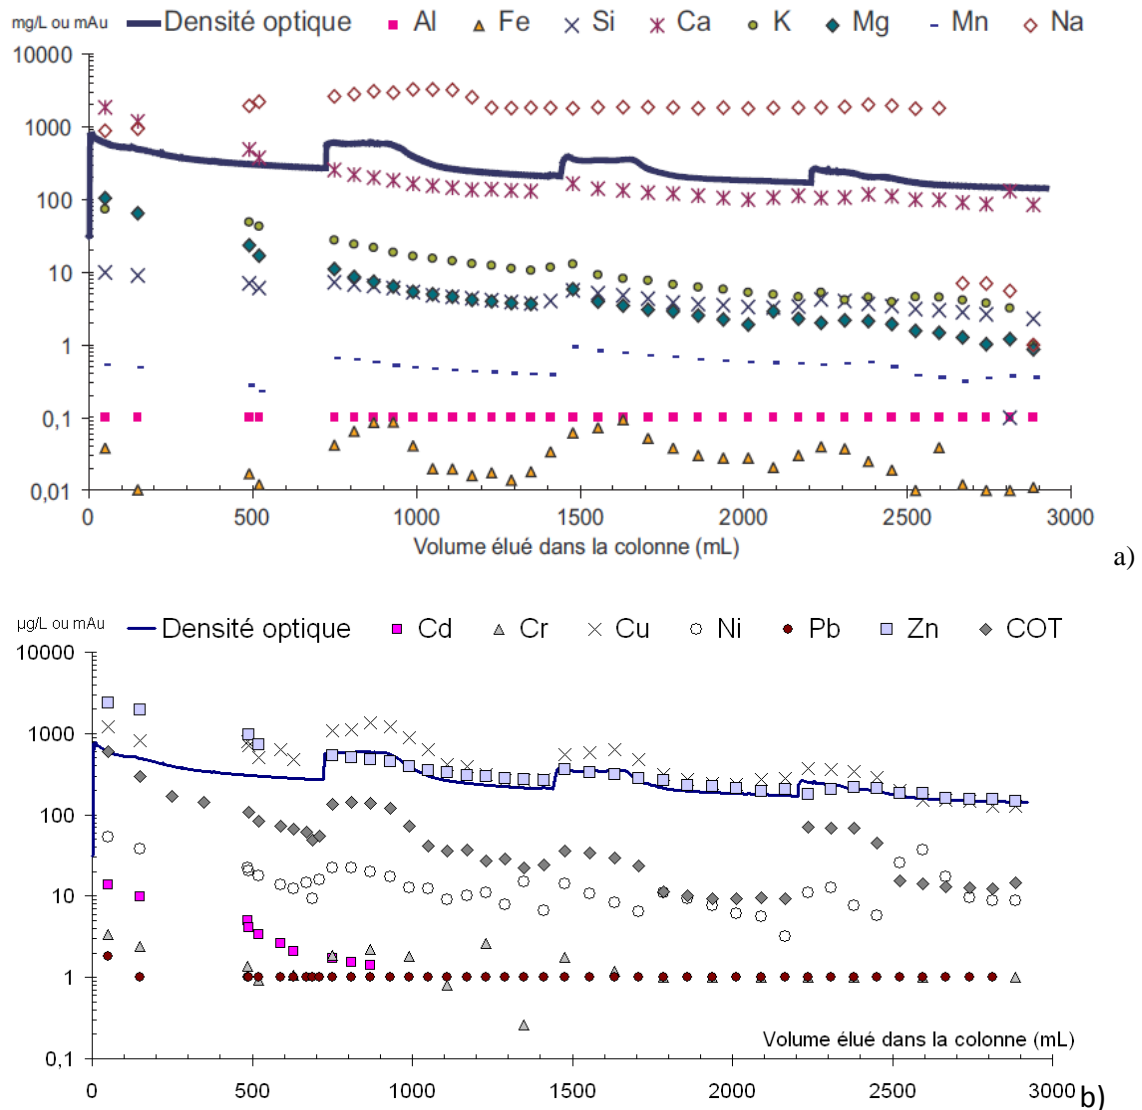 mg/L ou mAu Densité optique Al Fe Si Ca K Mg Mn Na
10000
1000
100
10
1
0,1
0,01
0 500 1000 1500 2000 2500 3000
Volume élué dans la colonne (mL)
a)
µg/L ou mAu Densité optique Cd Cr Cu Ni Pb Zn COT
10000
1000
100
10
1
Volume élué dans la colonne (mL)
0,1
0 500 1000 1500 2000 2500 3000
b)